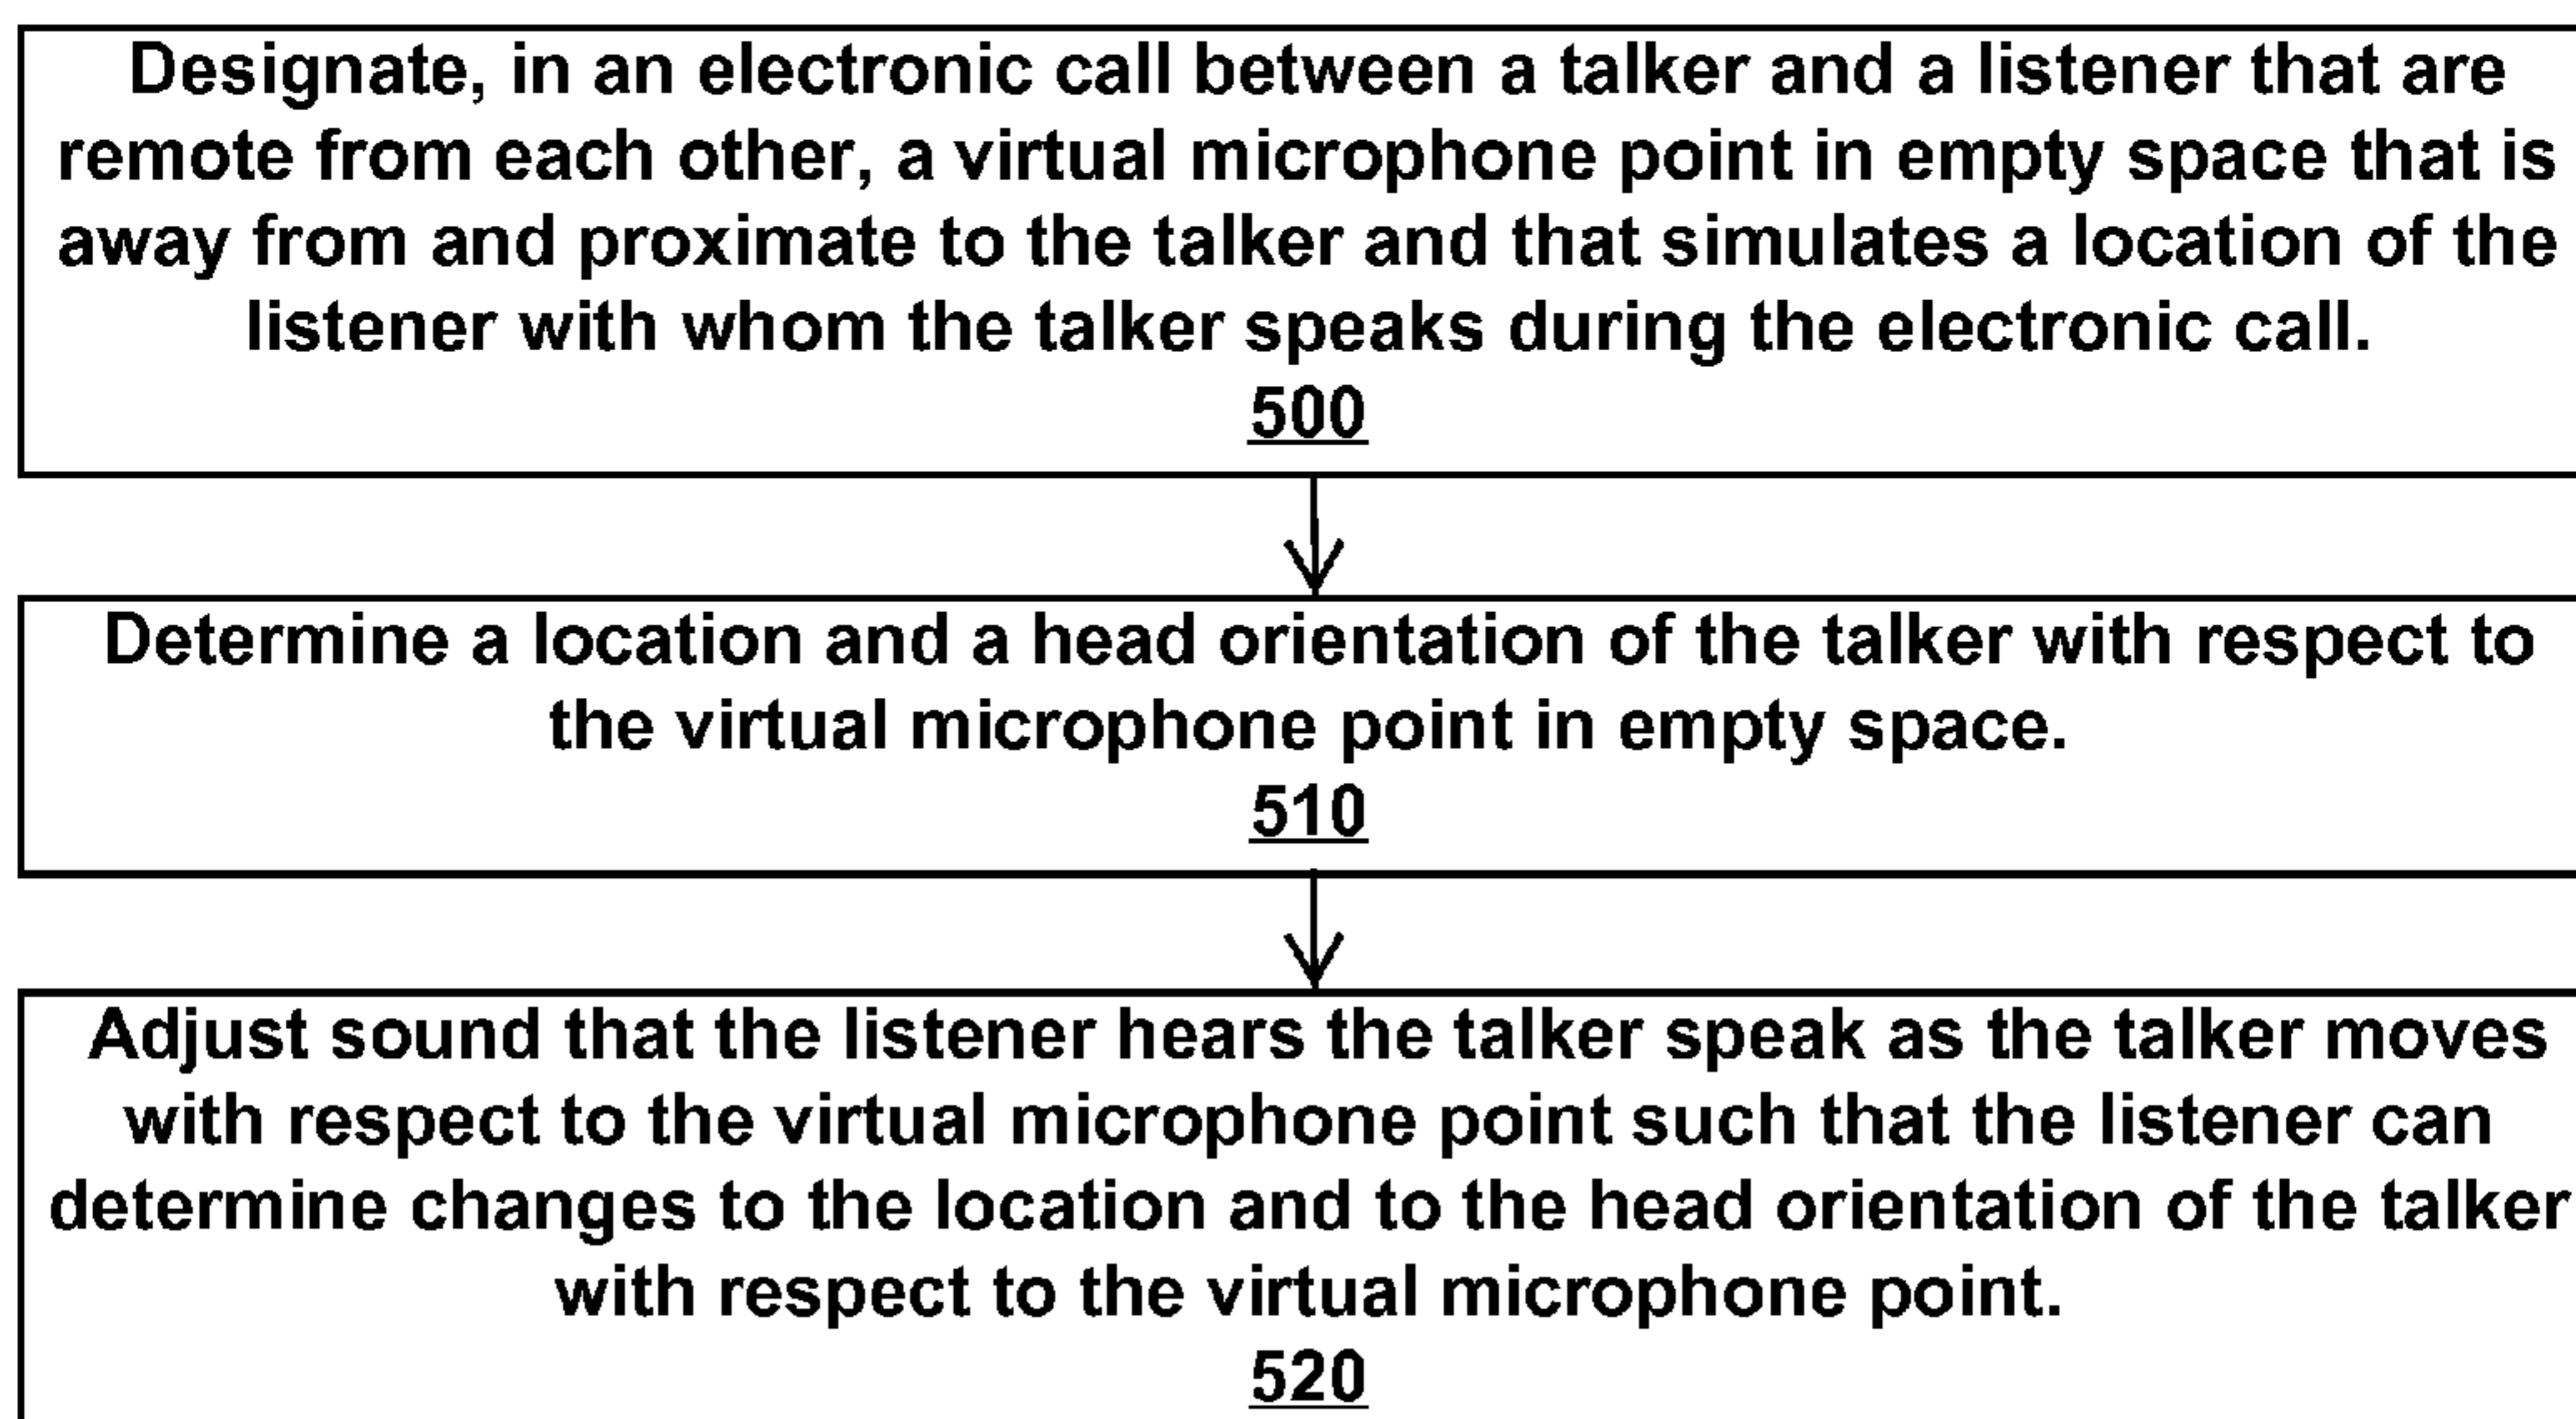 Designate, in an electronic call between a talker and a listener that are
remote from each other, a virtual microphone point in empty space that is
away from and proximate to the talker and that simulates a location of the
listener with whom the talker speaks during the electronic call.
500
Determine a location and a head orientation of the talker with respect to
the virtual microphone point in empty space.
510
Adjust sound that the listener hears the talker speak as the talker moves
with respect to the virtual microphone point such that the listener can
determine changes to the location and to the head orientation of the talker
with respect to the virtual microphone point.
520